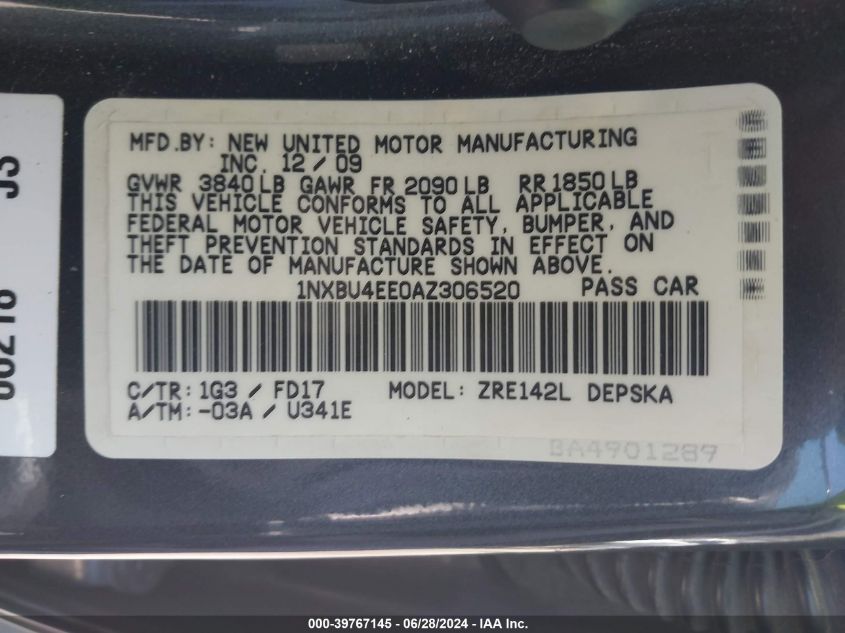 MFD.BY: NEW UNITED MOTOR MANUFACTURING
INC. 12 / 09
GVWR 3840 LB GAWR FR 2090 LB RR 1850 LB
THIS VEHICLE CONFORMS TO ALL APPLICABLE
FEDERAL MOTOR VEHICLE SAFETY, BUMPER, AND
THEFT PREVENTION STANDARDS IN EFFECT ON
THE DATE OF MANUFACTURE SHOWN ABOVE.
1NXBU4EE0AZ306520 PASS CAR
C/TR: 1G3 / FD17 MODEL: ZRE142L DEPSKA
A/TM: -03A / U341E
BA4901289
000-39767145 - 06/28/2024 - IAA Inc.